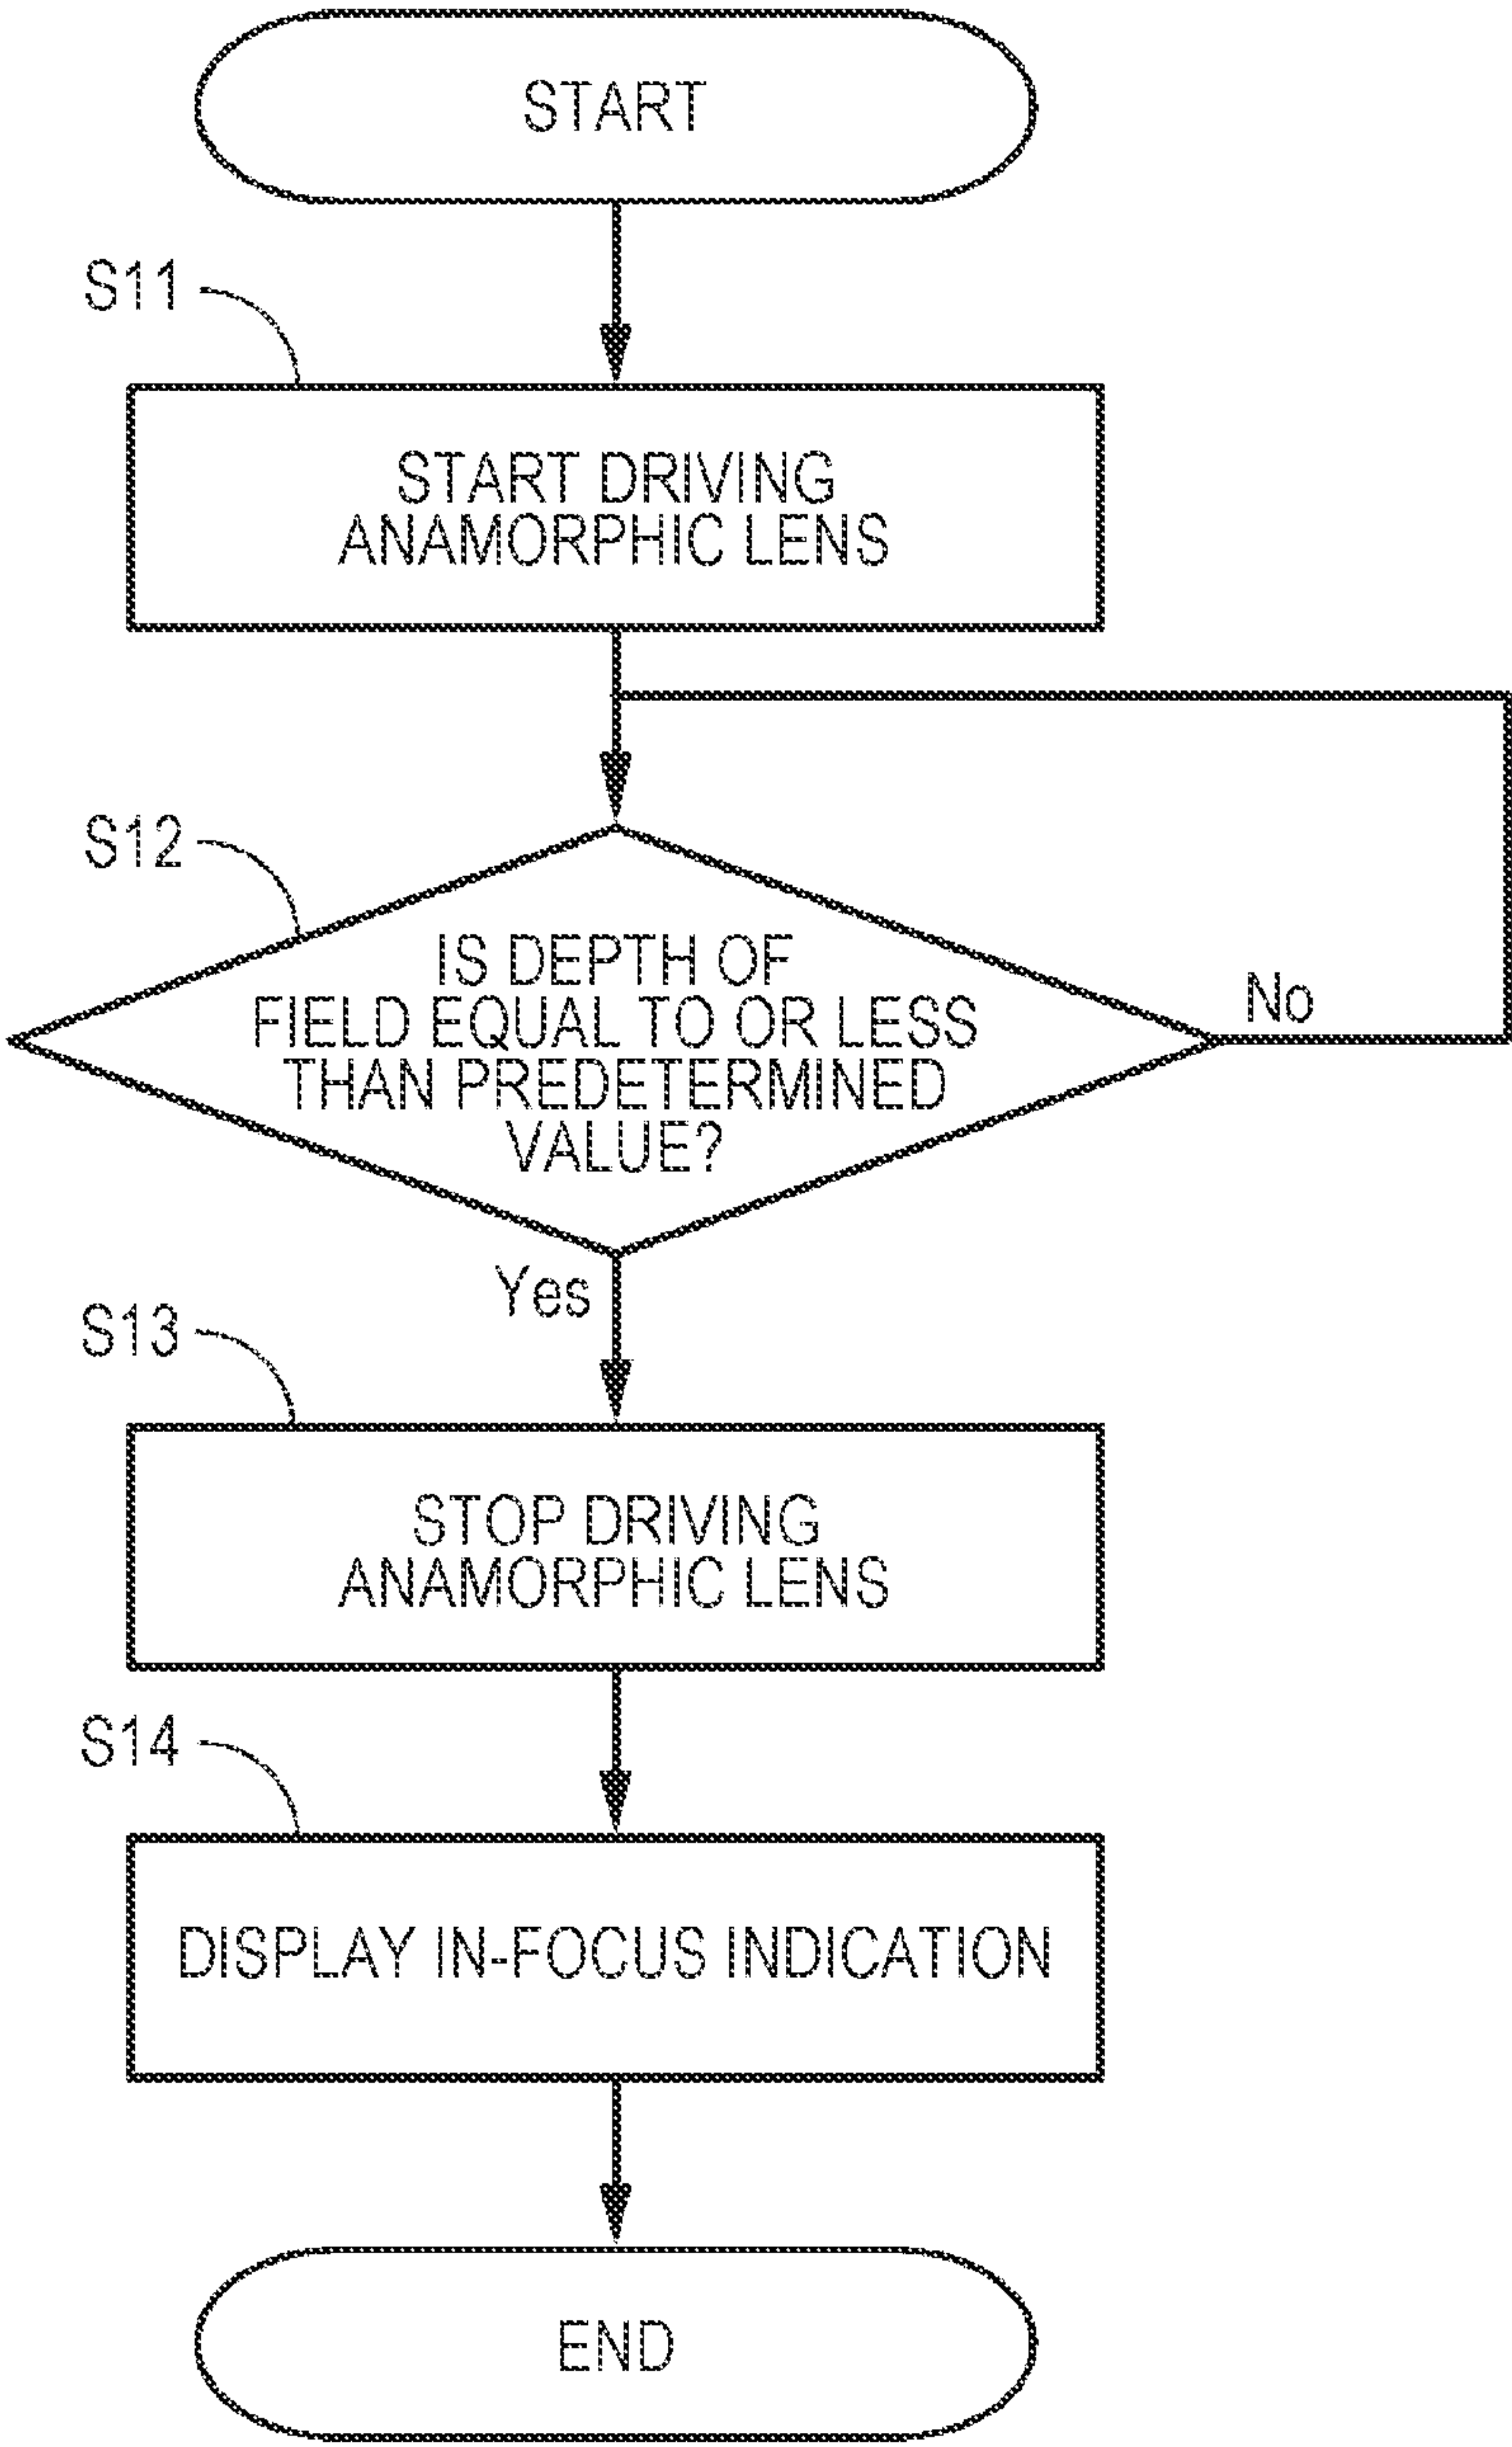 START
S11
START DRIVING
ANAMORPHIC LENS
S12
IS DEPTH OF
FIELD EQUAL TO OR LESS
THAN PREDETERMINED
VALUE?
No
Yes
S13
STOP DRIVING
ANAMORPHIC LENS
S14
DISPLAY IN-FOCUS INDICATION
END